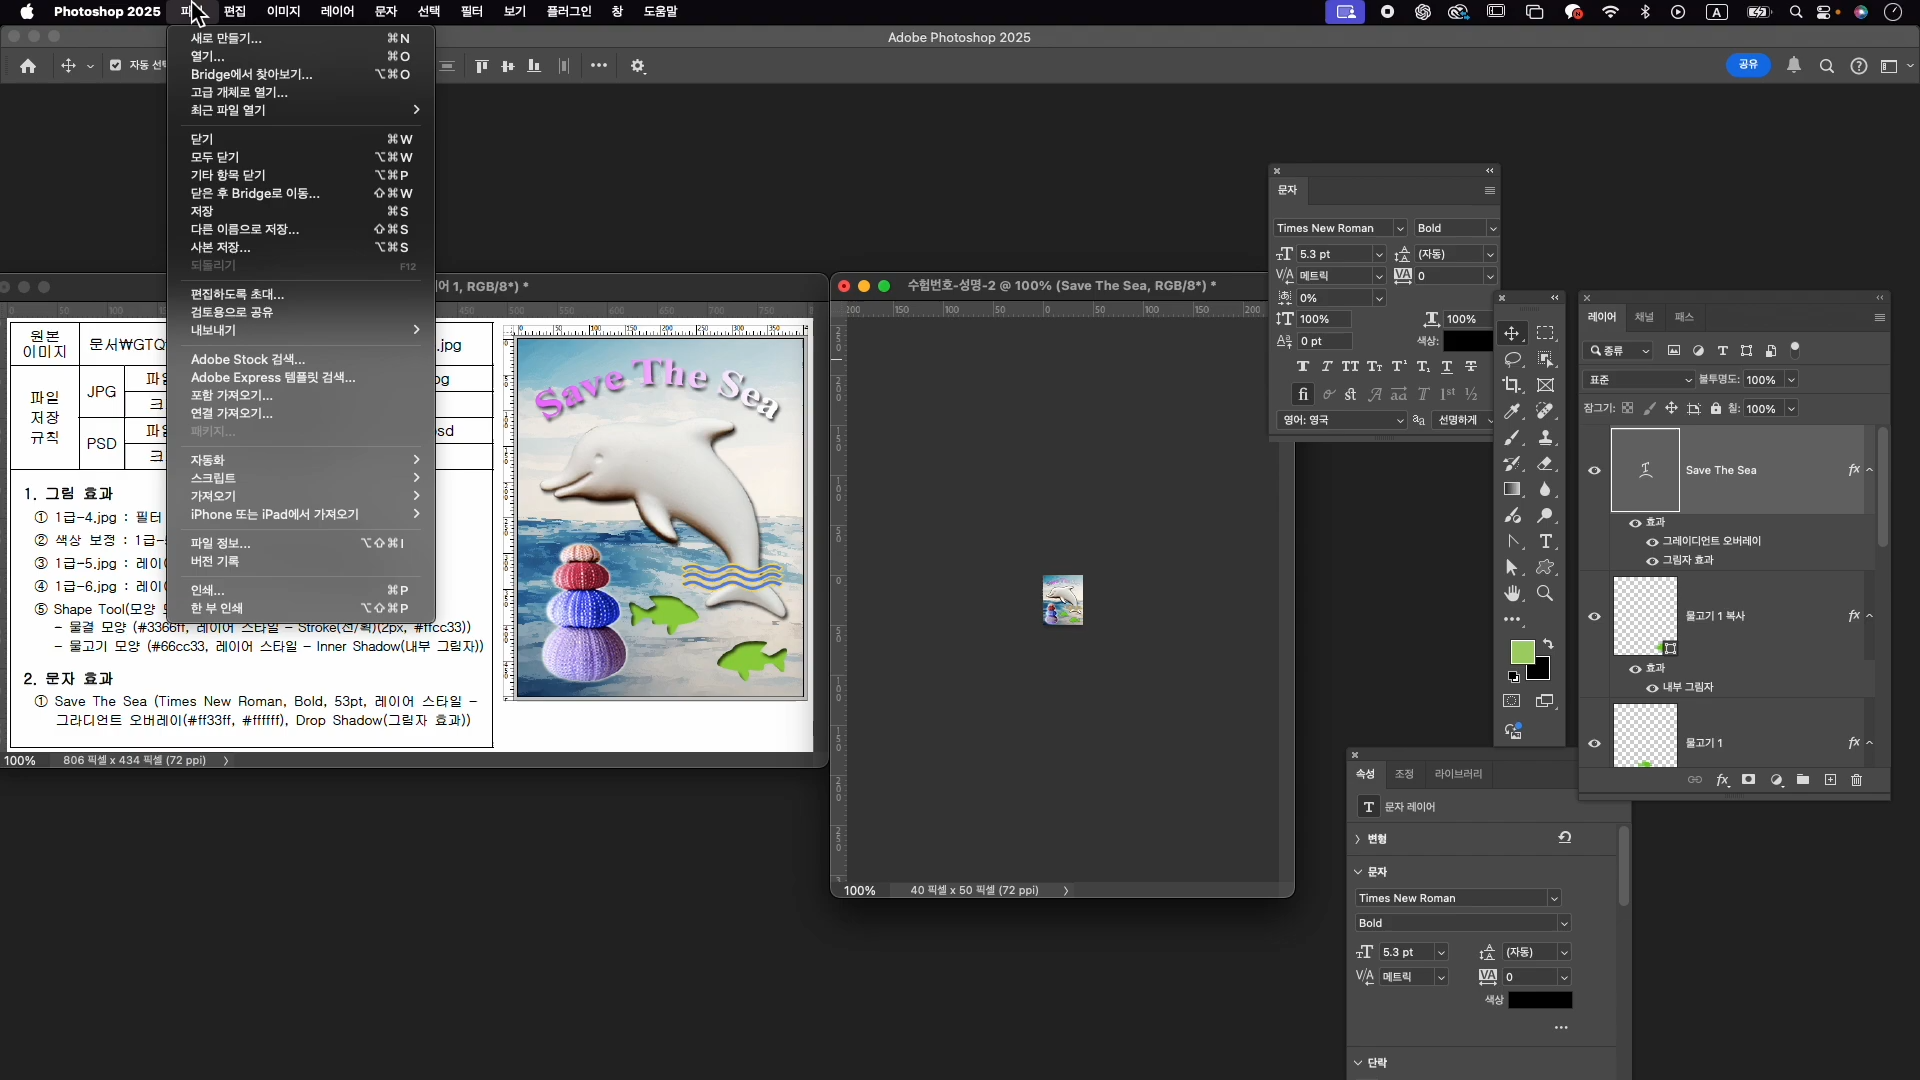 Photoshop 2025 편집 이미지 레이어 문자 선택 필터 보기 플러그인 창 도움말
Adobe Photoshop 2025
자동
공유
새로 만들기... ⌘N
열기... ⌘O
Bridge에서 찾아보기... ⌥⌘O
고급 개체로 열기...
최근 파일 열기
닫기 ⌘W
모두 닫기 ⌥⌘W
기타 항목 닫기 ⌥⌘P
닫은 후 Bridge로 이동... ⇧⌘W
저장 ⌘S
다른 이름으로 저장... ⇧⌘S
사본 저장... ⌥⌘S
되돌리기 F12
편집하도록 초대...
검토용으로 공유
내보내기
Adobe Stock 검색...
Adobe Express 템플릿 검색...
포함 가져오기...
연결 가져오기...
패키지...
자동화
스크립트
가져오기
iPhone 또는 iPad에서 가져오기
파일 정보... ⌥⇧⌘I
버전 기록
인쇄... ⌘P
한 부 인쇄 ⌥⇧⌘P
1, RGB/8*) *
원본
이미지
문서₩GTQ
.jpg
파일
저장
규칙
JPG
PSD
1. 그림 효과
① 1급-4.jpg : 필터
② 색상 보정 : 1급-
③ 1급-5.jpg : 레이
④ 1급-6.jpg : 레이
⑤ Shape Tool(모양
- 물결 모양 (#3366ff, 레이어 스타일 - Stroke(선/획)(2px, #ffcc33))
- 물고기 모양 (#66cc33, 레이어 스타일 - Inner Shadow(내부 그림자))
2. 문자 효과
① Save The Sea (Times New Roman, Bold, 53pt, 레이어 스타일 -
그라디언트 오버레이(#ff33ff, #ffffff), Drop Shadow(그림자 효과))
Save The Sea
100% 806 픽셀 x 434 픽셀 (72 ppi)
수험번호-성명-2 @ 100% (Save The Sea, RGB/8*) *
100% 40 픽셀 x 50 픽셀 (72 ppi)
문자
Times New Roman Bold
5.3 pt (자동)
메트릭 0
0%
100% 100%
0 pt 색상:
영어: 영국 선명하게
레이어 채널 패스
종류
표준 불투명도: 100%
잠그기: 칠: 100%
Save The Sea fx
효과
그레이디언트 오버레이
그림자 효과
물고기 1 복사 fx
효과
내부 그림자
물고기 1 fx
속성 조정 라이브러리
문자 레이어
변형
문자
Times New Roman
Bold
5.3 pt (자동)
메트릭 0
색상
단락